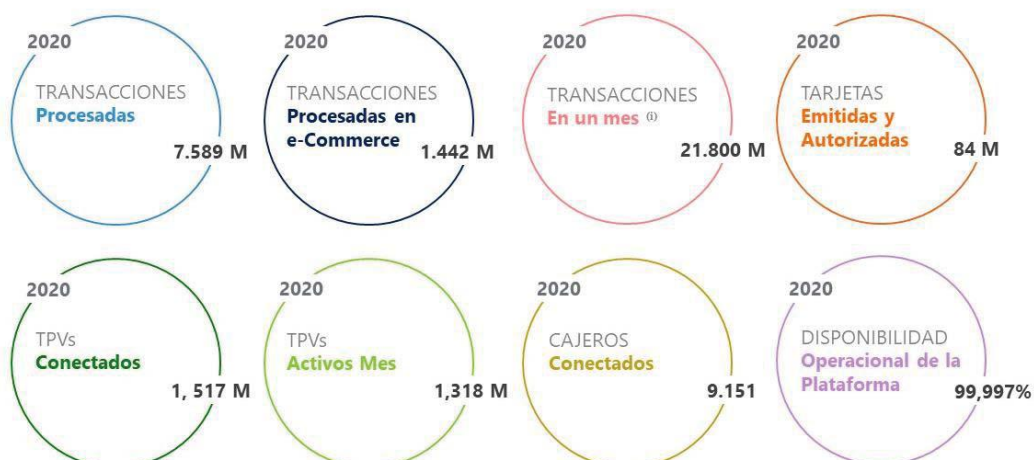 2020
TRANSACCIONES
Procesadas
7.589 M
2020
TRANSACCIONES
Procesadas en
e-Commerce
1.442 M
2020
TRANSACCIONES
En un mes (i)
21.800 M
2020
TARJETAS
Emitidas y
Autorizadas
84 M
2020
TPVs
Conectados
1, 517 M
2020
TPVs
Activos Mes
1,318 M
2020
CAJEROS
Conectados
9.151
2020
DISPONIBILIDAD
Operacional de la
Plataforma
99,997%